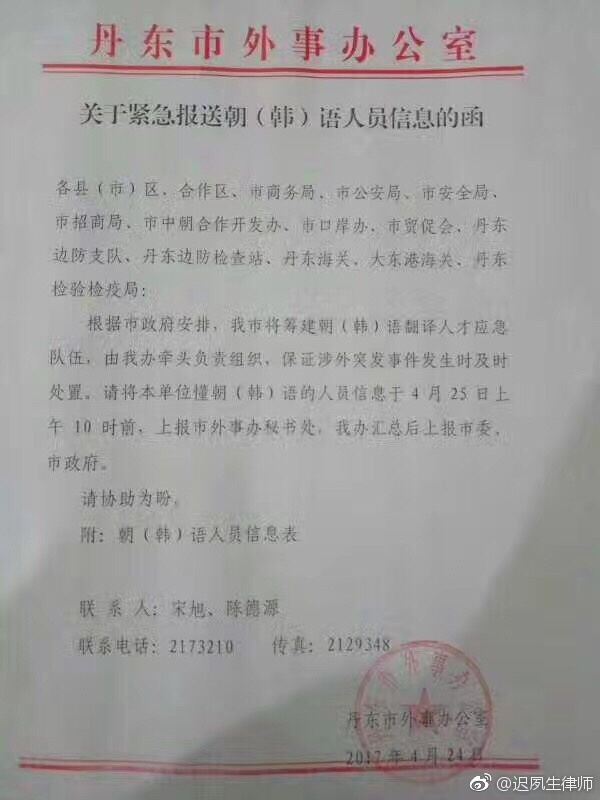 丹东市外事办公室
关于紧急报送朝（韩）语人员信息的函
各县（市）区、合作区、市商务局、市公安局、市安全局、
市招商局、市中朝合作开发办、市口岸办、市贸促会、丹东
边防支队、丹东边防检查站、丹东海关、大东港海关、丹东
检验检疫局：
根据市政府安排，我市将筹建朝（韩）语翻译人才应急
队伍，由我办牵头负责组织，保证涉外突发事件发生时及时
处置。请将本单位懂朝（韩）语的人员信息于4月25日上
午10时前，上报市外事办秘书处，我办汇总后上报市委、
市政府。
请协助为盼。
附：朝（韩）语人员信息表
联系人：宋旭、陈德源
联系电话：2173210 传真：2129348
丹东市外事办公室
2017年4月24日
@迟夙生律师